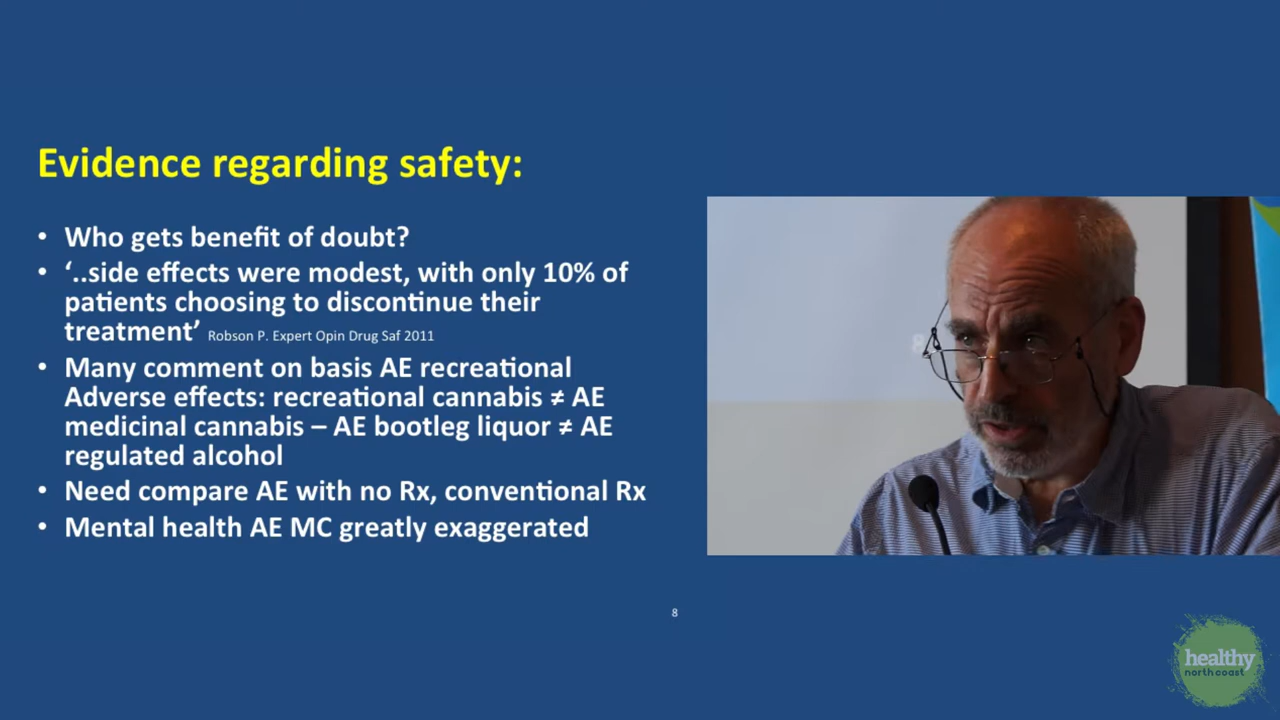 Evidence regarding safety:
• Who gets benefit of doubt?
• ‘..side effects were modest, with only 10% of
patients choosing to discontinue their
treatment’ Robson P. Expert Opin Drug Saf 2011
• Many comment on basis AE recreational
Adverse effects: recreational cannabis ≠ AE
medicinal cannabis – AE bootleg liquor ≠ AE
regulated alcohol
• Need compare AE with no Rx, conventional Rx
• Mental health AE MC greatly exaggerated
8
healthy
north coast